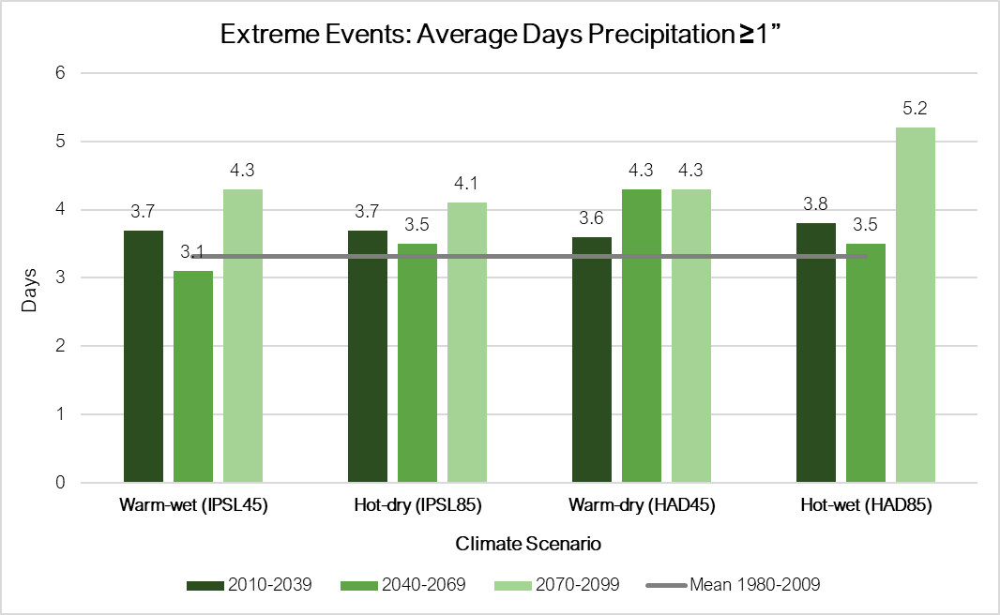 Extreme Events: Average Days Precipitation ≥1”
6
5
4
3
2
1
0
Days
3.7
3.1
4.3
3.7
3.5
4.1
3.6
4.3
4.3
3.8
3.5
5.2
Warm-wet (IPSL45)
Hot-dry (IPSL85)
Warm-dry (HAD45)
Hot-wet (HAD85)
Climate Scenario
2010-2039
2040-2069
2070-2099
Mean 1980-2009